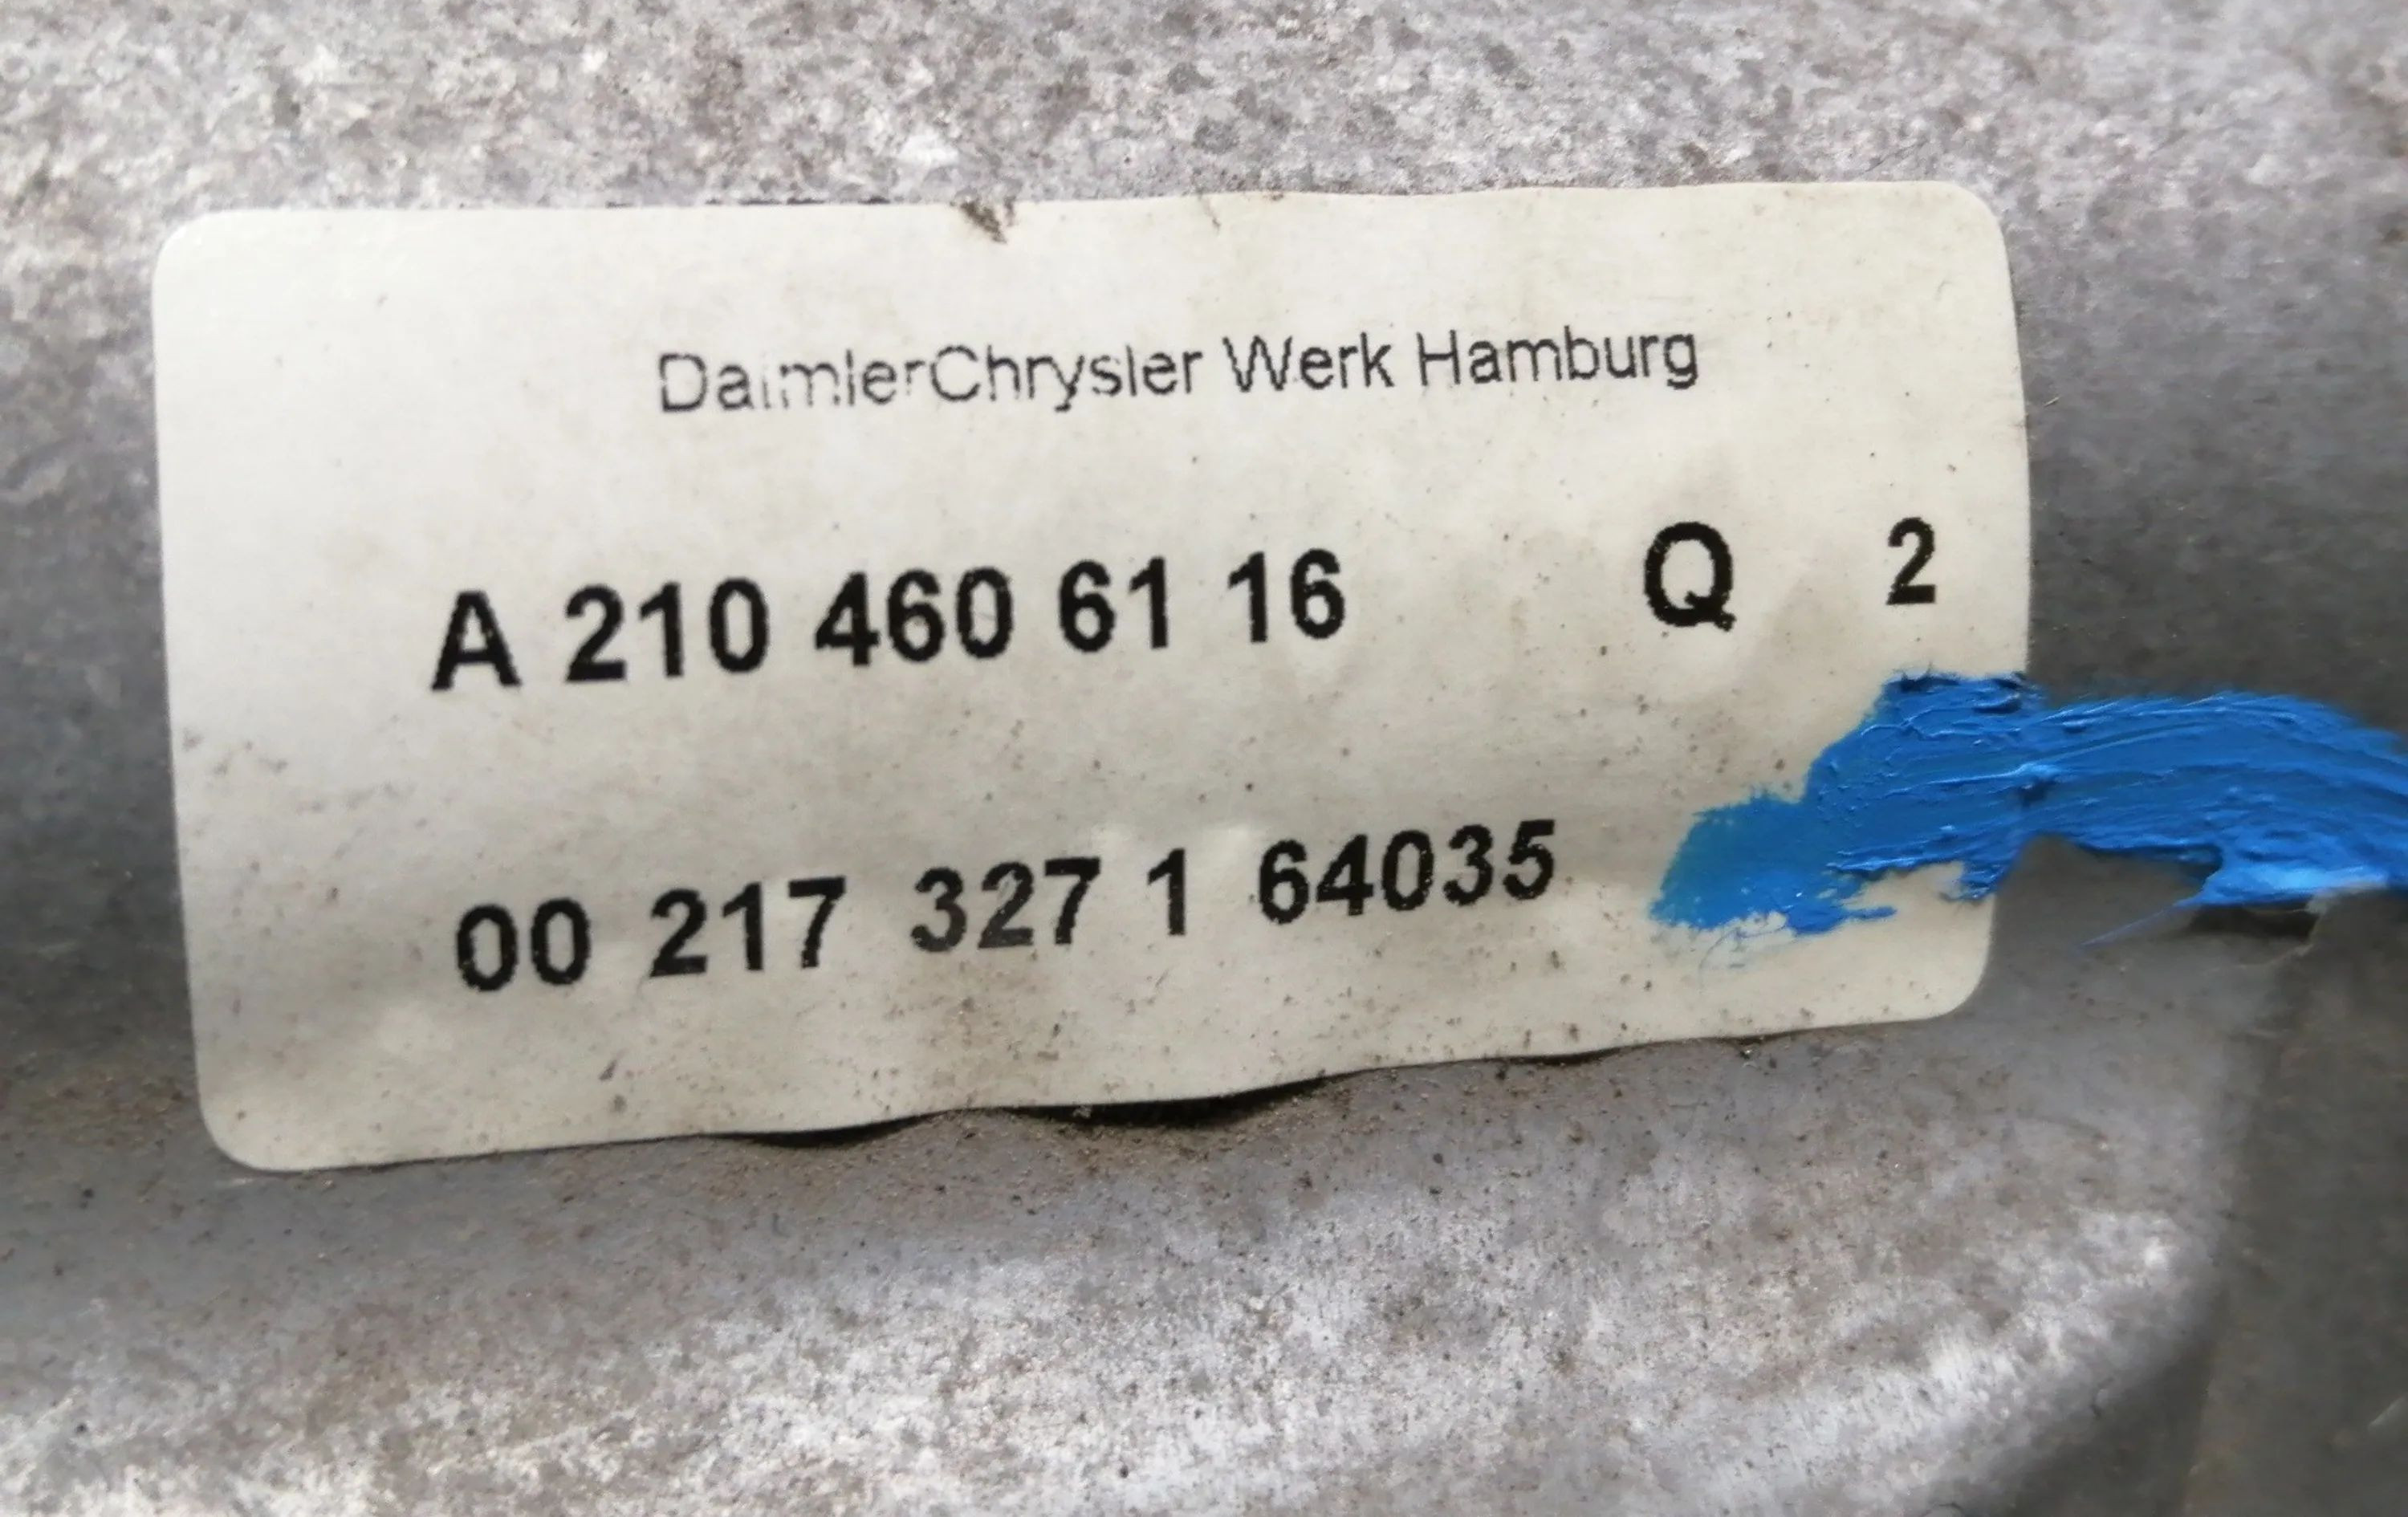 DaimlerChrysler Werk Hamburg
A 210 460 61 16 Q 2
00 217 327 1 64035